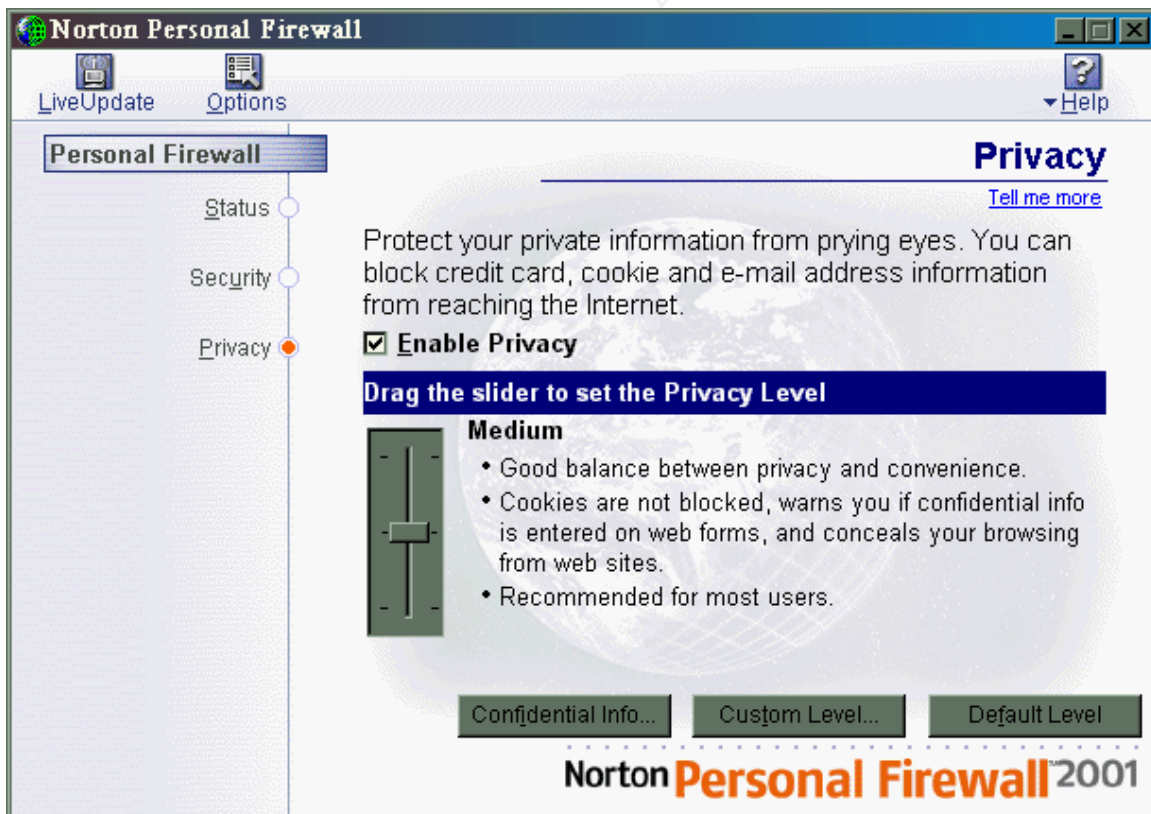 Norton Personal Firewall
LiveUpdate
Options
Help
Personal Firewall
Privacy
Tell me more
Status
Security
Privacy
Protect your private information from prying eyes. You can
block credit card, cookie and e-mail address information
from reaching the Internet.
Enable Privacy
Drag the slider to set the Privacy Level
Medium
• Good balance between privacy and convenience.
• Cookies are not blocked, warns you if confidential info
is entered on web forms, and conceals your browsing
from web sites.
• Recommended for most users.
Confidential Info...
Custom Level...
Default Level
Norton Personal Firewall™2001